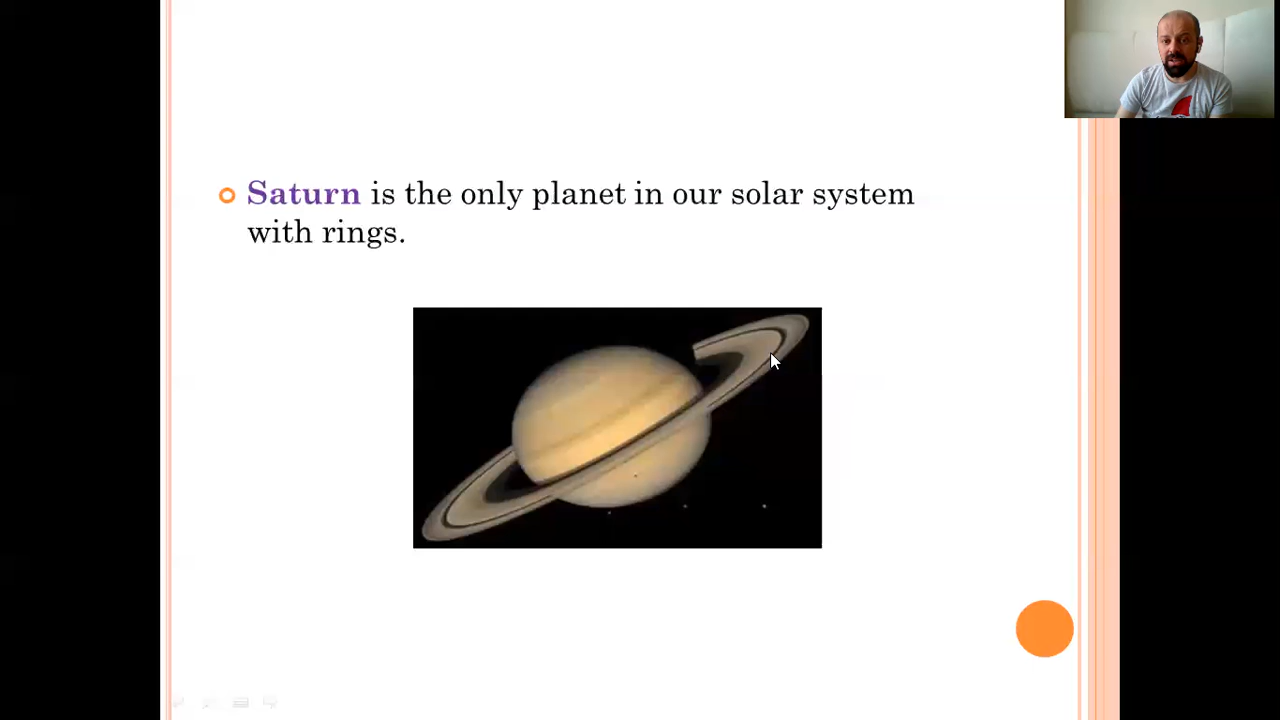 Saturn is the only planet in our solar system
with rings.